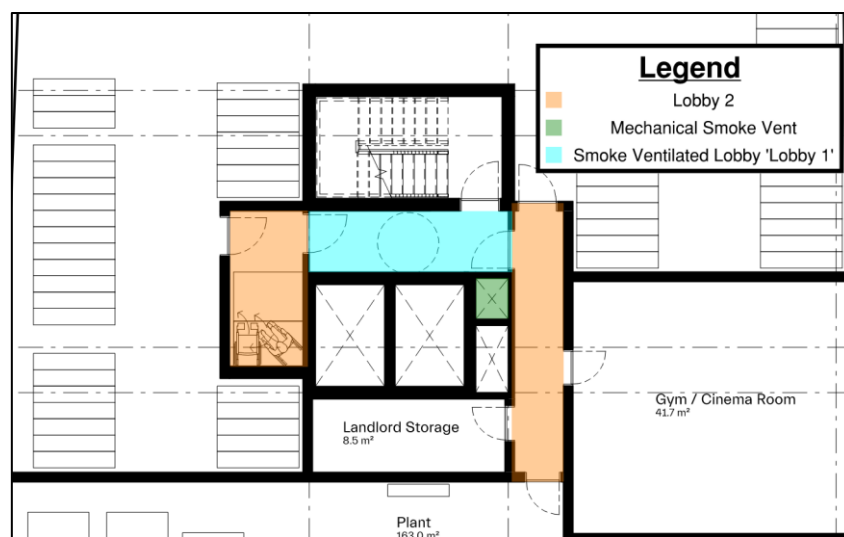 Legend
Lobby 2
Mechanical Smoke Vent
Smoke Ventilated Lobby 'Lobby 1'
Gym / Cinema Room
41.7 m²
Landlord Storage
8.5 m²
Plant
163.0 m²